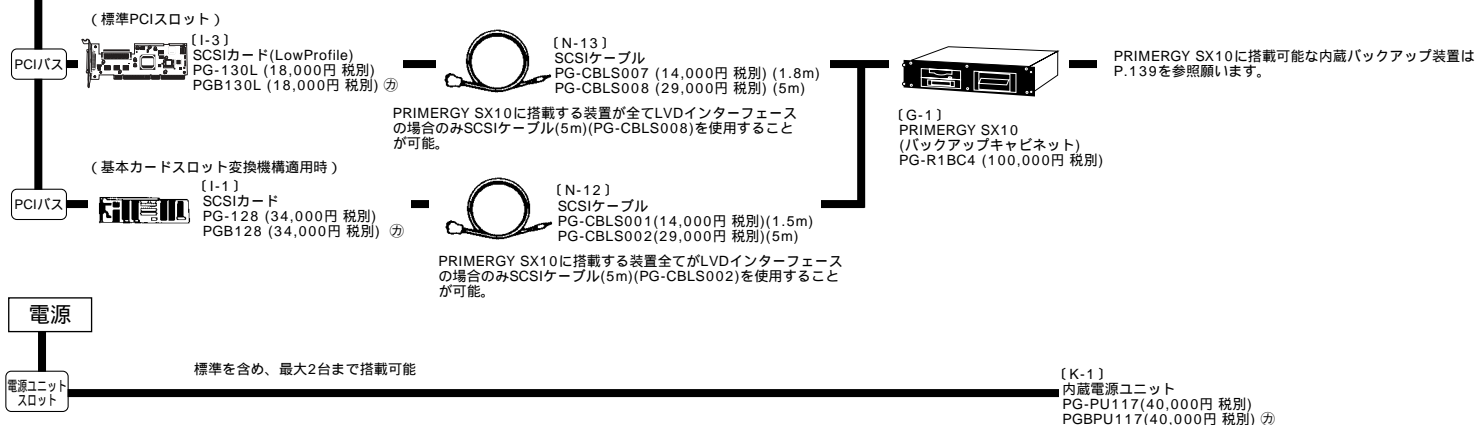 (標準PCIスロット)
PCIバス
〔I-3〕
SCSIカード(LowProfile)
PG-130L (18,000円 税別)
PGB130L (18,000円 税別) ㋕
〔N-13〕
SCSIケーブル
PG-CBLS007 (14,000円 税別) (1.8m)
PG-CBLS008 (29,000円 税別) (5m)
PRIMERGY SX10に搭載する装置が全てLVDインターフェース
の場合のみSCSIケーブル(5m)(PG-CBLS008)を使用すること
が可能。
〔G-1〕
PRIMERGY SX10
(バックアップキャビネット)
PG-R1BC4 (100,000円 税別)
PRIMERGY SX10に搭載可能な内蔵バックアップ装置は
P.139を参照願います。
(基本カードスロット変換機構適用時)
PCIバス
〔I-1〕
SCSIカード
PG-128 (34,000円 税別)
PGB128 (34,000円 税別) ㋕
〔N-12〕
SCSIケーブル
PG-CBLS001(14,000円 税別)(1.5m)
PG-CBLS002(29,000円 税別)(5m)
PRIMERGY SX10に搭載する装置全てがLVDインターフェース
の場合のみSCSIケーブル(5m)(PG-CBLS002)を使用すること
が可能。
電源
電源ユニット
スロット
標準を含め、最大2台まで搭載可能
〔K-1〕
内蔵電源ユニット
PG-PU117(40,000円 税別)
PGBPU117(40,000円 税別) ㋕